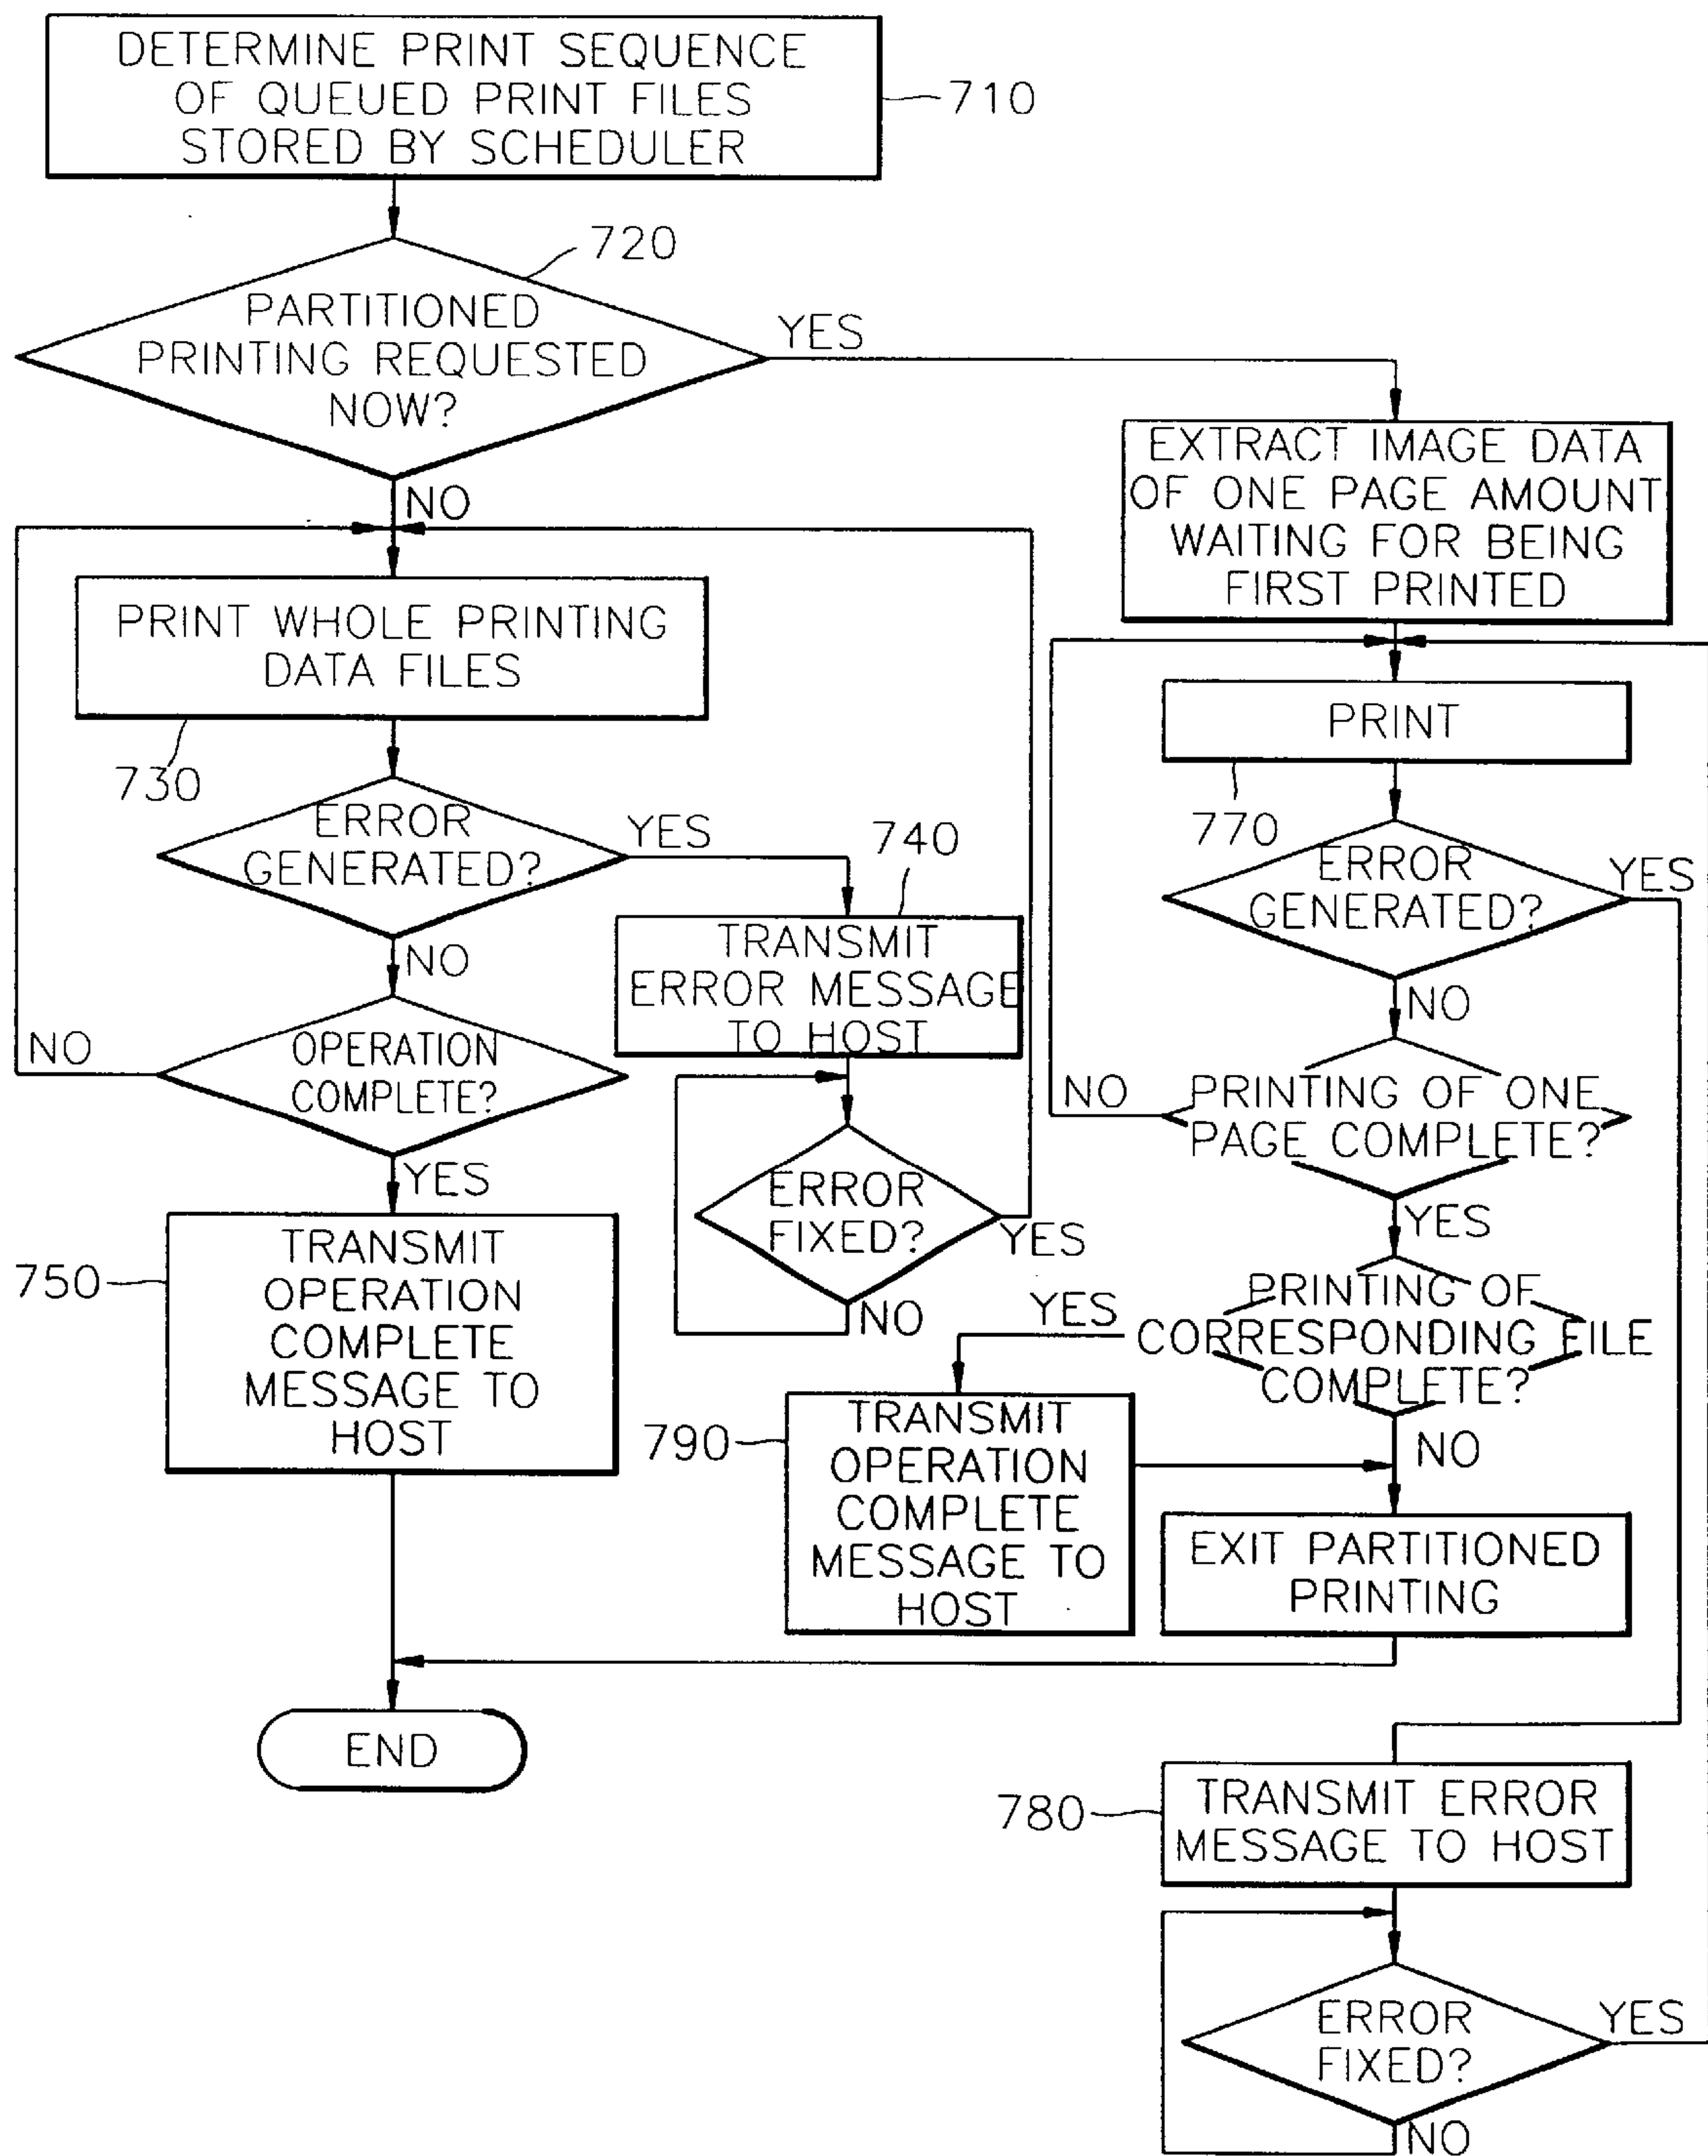 DETERMINE PRINT SEQUENCE
OF QUEUED PRINT FILES
STORED BY SCHEDULER
710
720
PARTITIONED
PRINTING REQUESTED
NOW?
YES
NO
EXTRACT IMAGE DATA
OF ONE PAGE AMOUNT
WAITING FOR BEING
FIRST PRINTED
PRINT WHOLE PRINTING
DATA FILES
730
PRINT
770
ERROR
GENERATED?
YES
NO
740
TRANSMIT
ERROR MESSAGE
TO HOST
ERROR
GENERATED?
YES
NO
OPERATION
COMPLETE?
NO
YES
ERROR
FIXED?
YES
NO
PRINTING OF ONE
PAGE COMPLETE?
NO
YES
750
TRANSMIT
OPERATION
COMPLETE
MESSAGE TO
HOST
PRINTING OF
CORRESPONDING FILE
COMPLETE?
YES
NO
790
TRANSMIT
OPERATION
COMPLETE
MESSAGE TO
HOST
EXIT PARTITIONED
PRINTING
END
780
TRANSMIT ERROR
MESSAGE TO HOST
ERROR
FIXED?
YES
NO